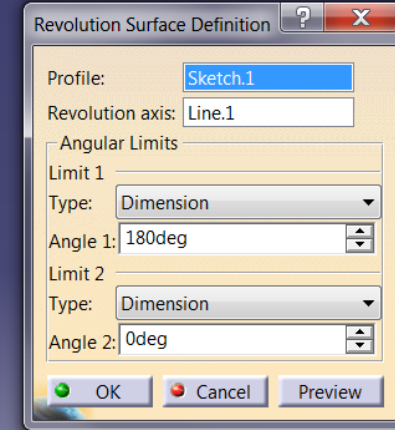 Revolution Surface Definition ? X
Profile: Sketch.1
Revolution axis: Line.1
Angular Limits
Limit 1
Type: Dimension
Angle 1: 180deg
Limit 2
Type: Dimension
Angle 2: 0deg
OK Cancel Preview